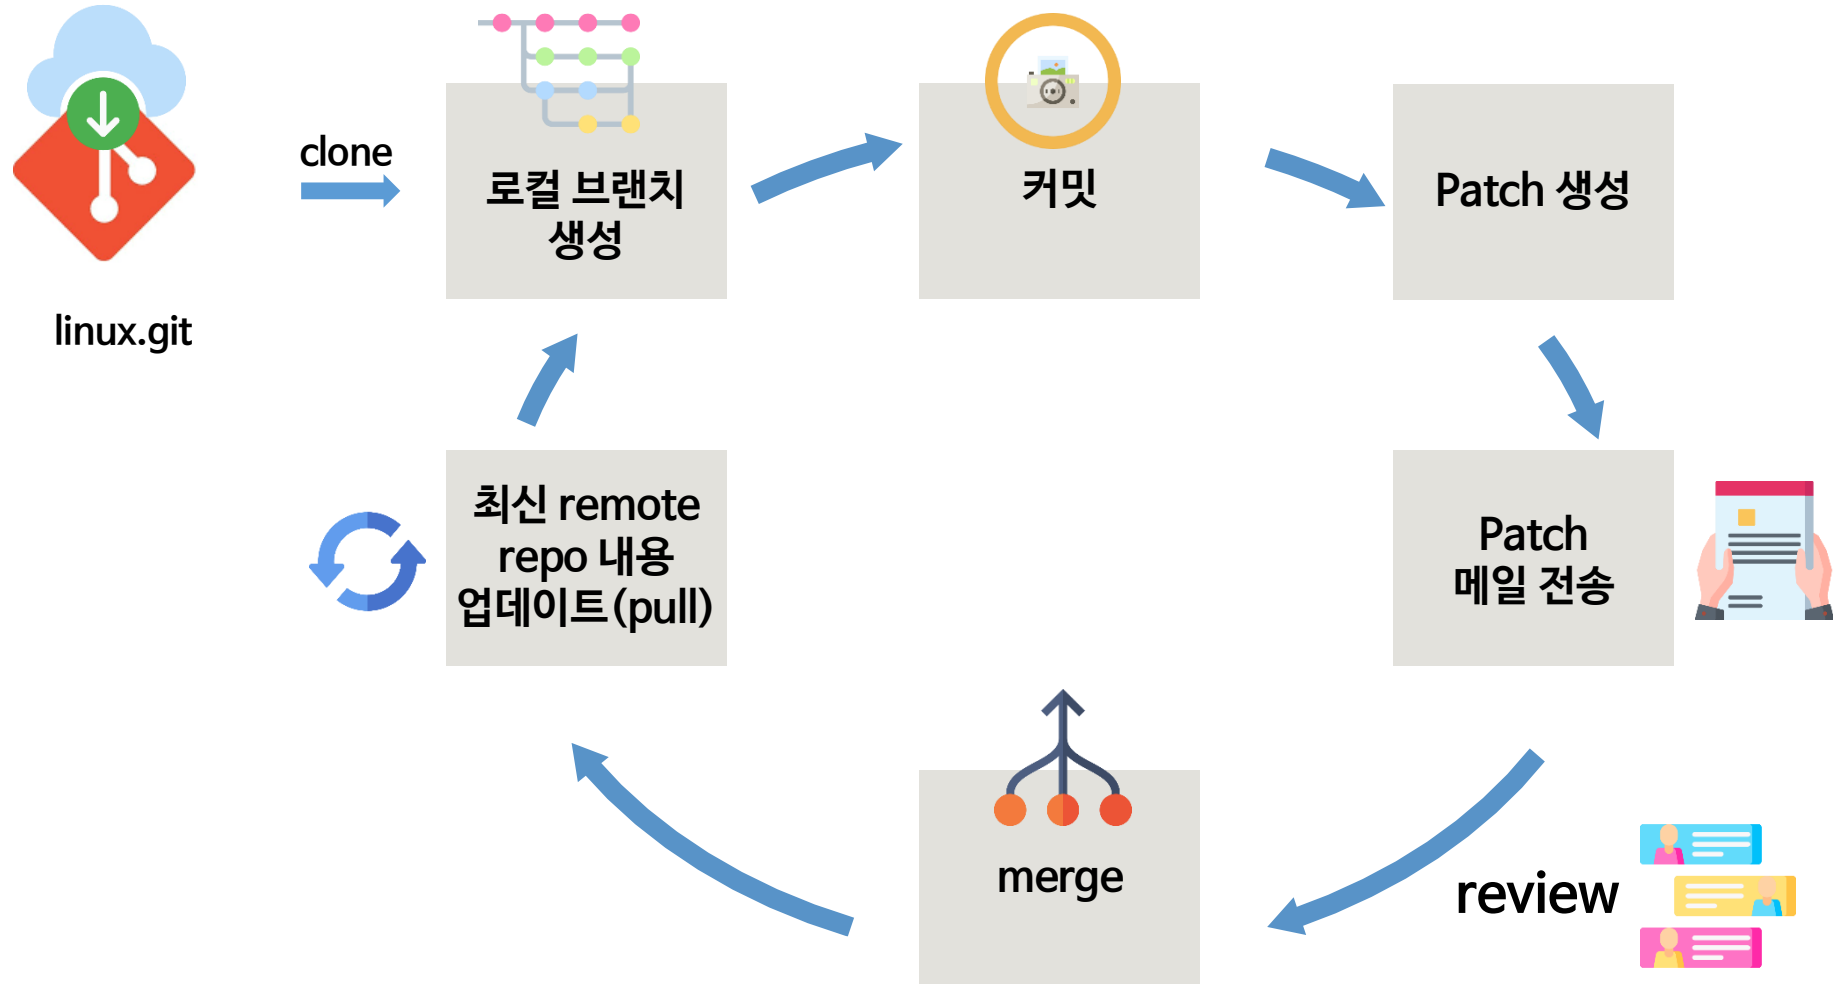 clone
linux.git
로컬 브랜치
생성
커밋
Patch 생성
Patch
메일 전송
review
merge
최신 remote
repo 내용
업데이트(pull)